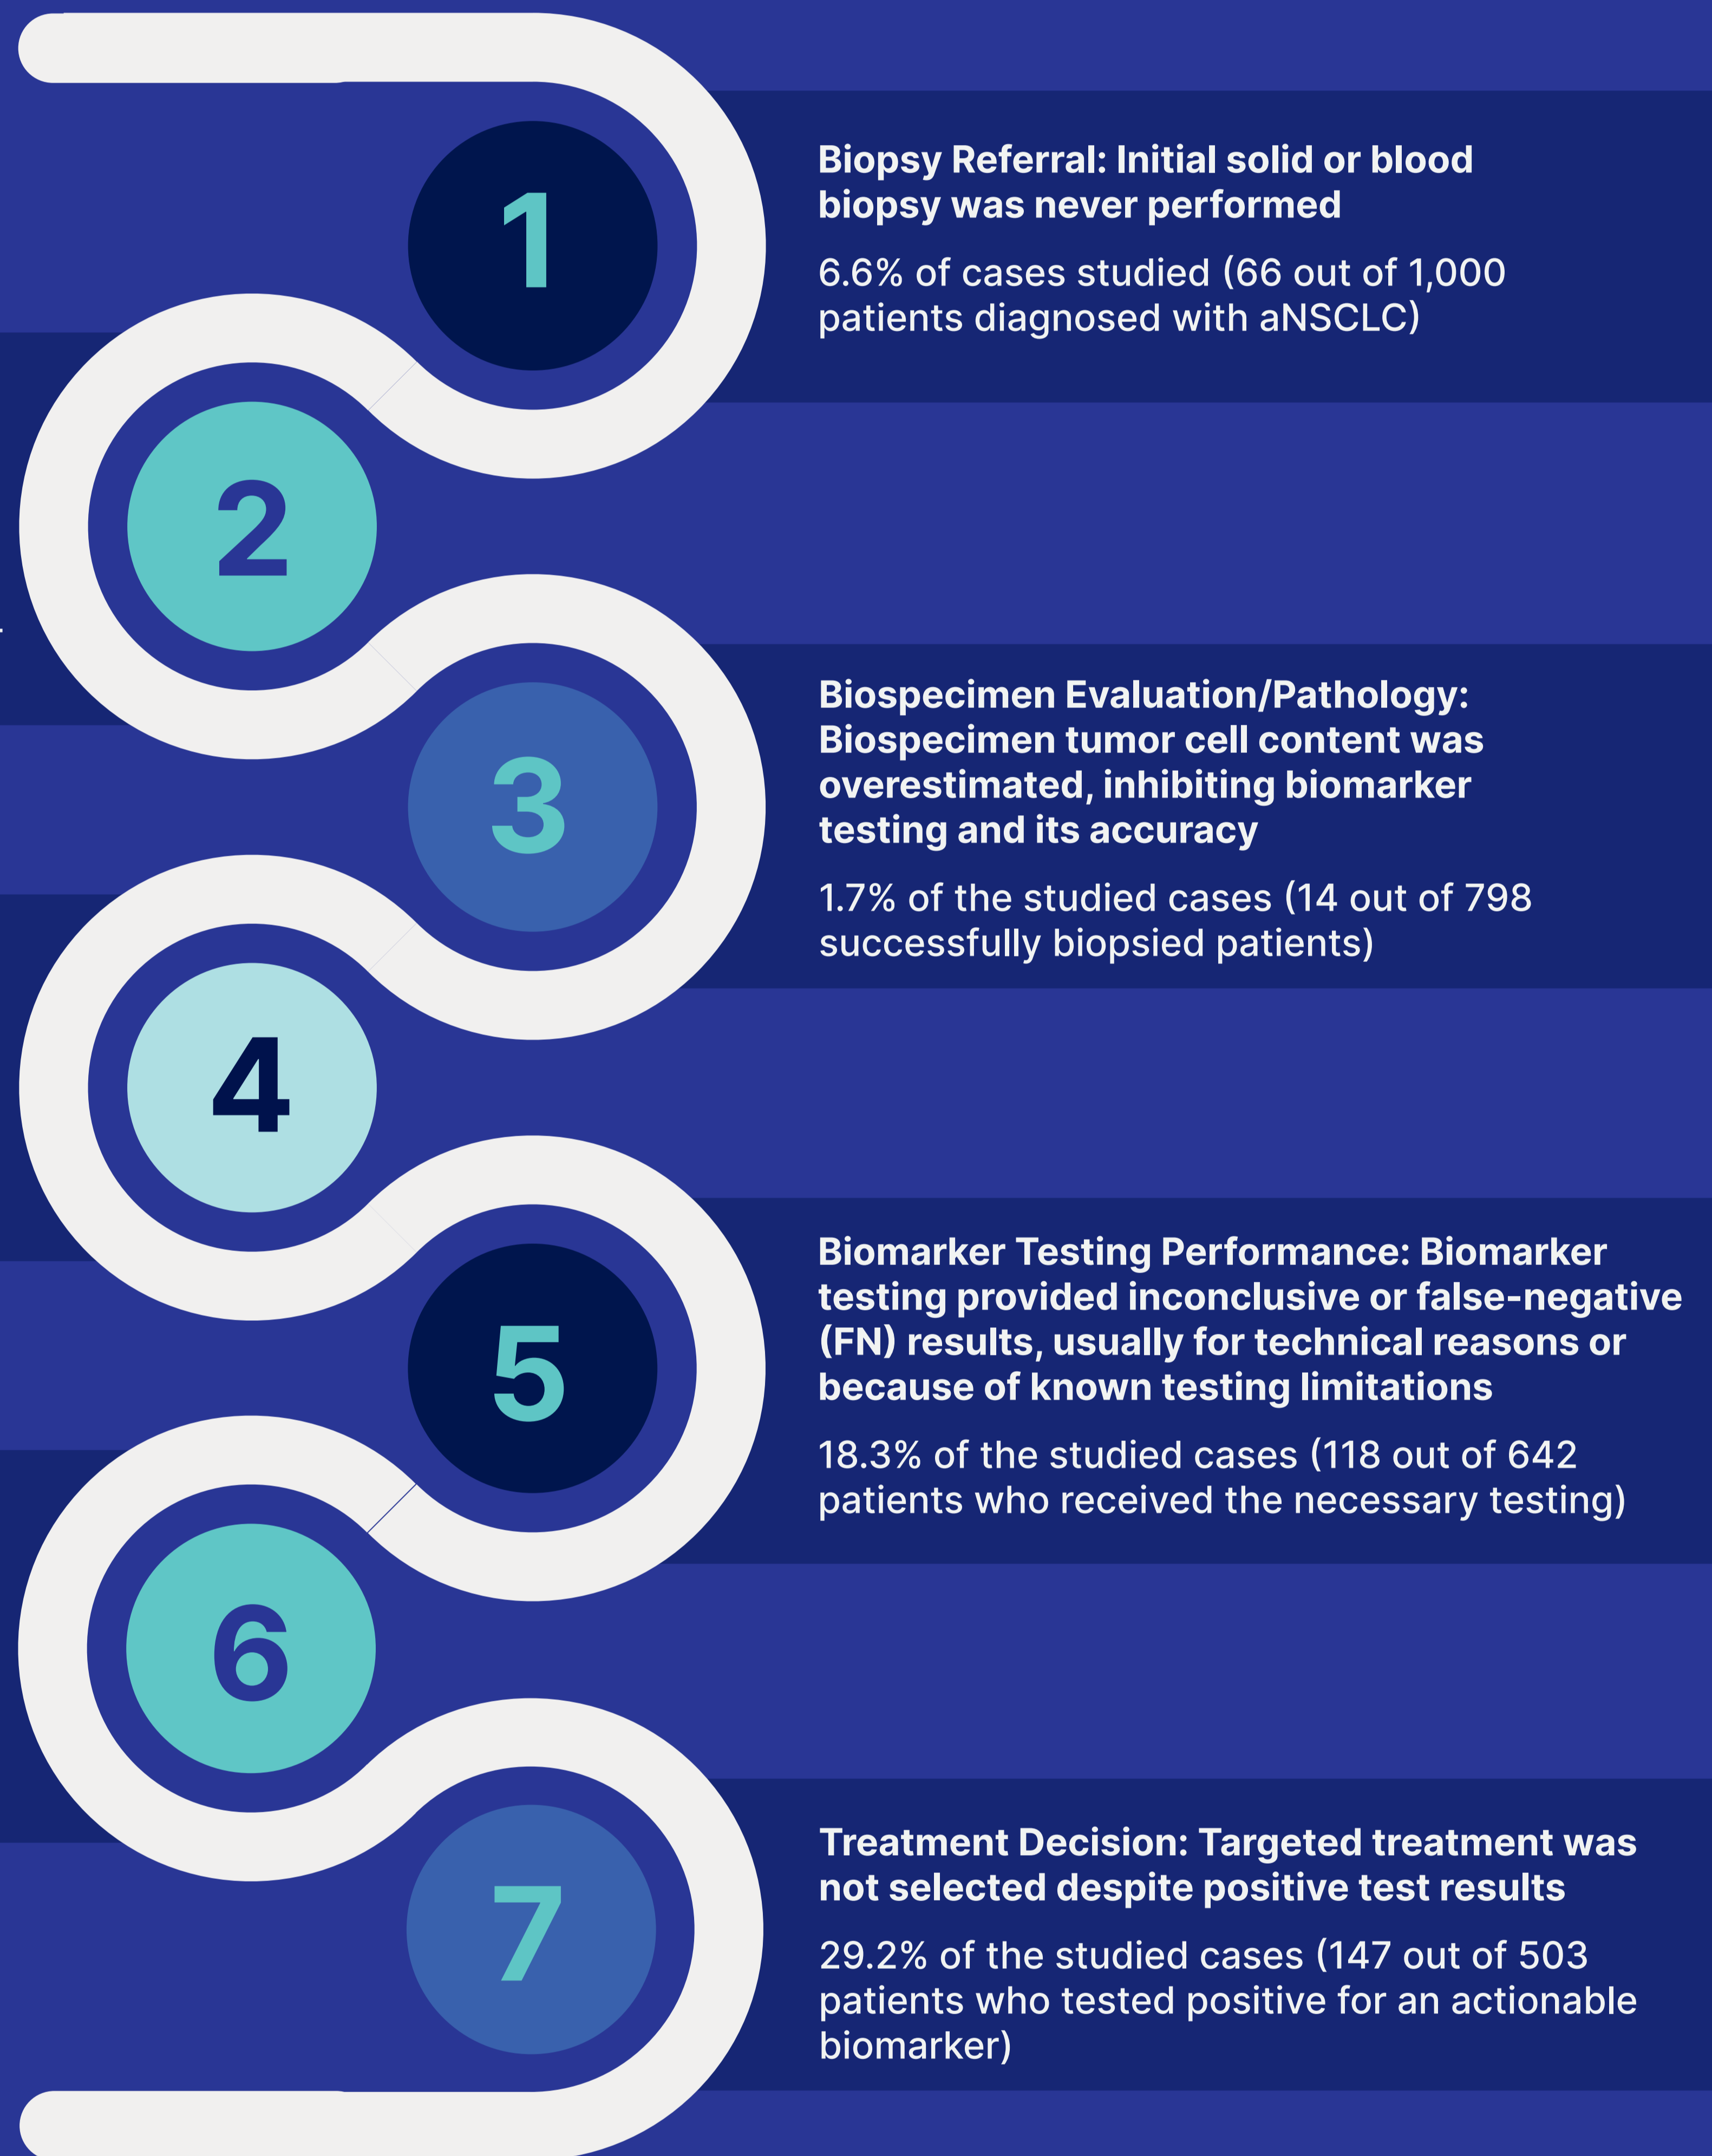 1
Biopsy Referral: Initial solid or blood
biopsy was never performed
6.6% of cases studied (66 out of 1,000
patients diagnosed with aNSCLC)
2
3
Biospecimen Evaluation/Pathology:
Biospecimen tumor cell content was
overestimated, inhibiting biomarker
testing and its accuracy
1.7% of the studied cases (14 out of 798
successfully biopsied patients)
4
5
Biomarker Testing Performance: Biomarker
testing provided inconclusive or false-negative
(FN) results, usually for technical reasons or
because of known testing limitations
18.3% of the studied cases (118 out of 642
patients who received the necessary testing)
6
7
Treatment Decision: Targeted treatment was
not selected despite positive test results
29.2% of the studied cases (147 out of 503
patients who tested positive for an actionable
biomarker)